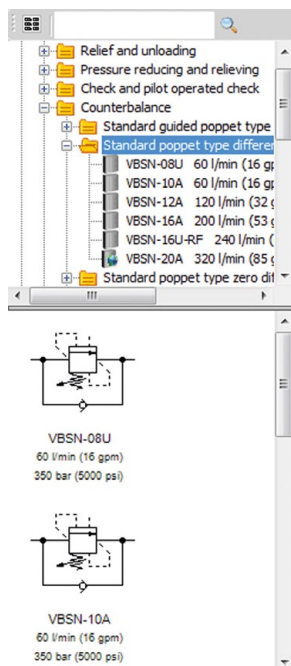 Relief and unloading
Pressure reducing and relieving
Check and pilot operated check
Counterbalance
Standard guided poppet type
Standard poppet type differen
VBSN-08U 60 l/min (16 gp
VBSN-10A 60 l/min (16 gp
VBSN-12A 120 l/min (32 g
VBSN-16A 200 l/min (53 g
VBSN-16U-RF 240 l/min (
VBSN-20A 320 l/min (85 g
Standard poppet type zero dif
VBSN-08U
60 l/min (16 gpm)
350 bar (5000 psi)
VBSN-10A
60 l/min (16 gpm)
350 bar (5000 psi)